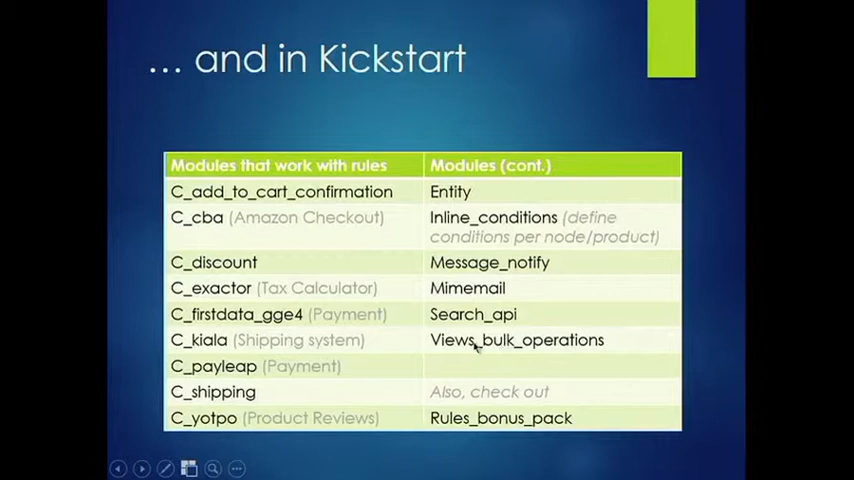 … and in Kickstart
Modules that work with rules Modules (cont.)
C_add_to_cart_confirmation Entity
C_cba (Amazon Checkout) Inline_conditions (define
conditions per node/product)
C_discount Message_notify
C_exactor (Tax Calculator) Mimemail
C_firstdata_gge4 (Payment) Search_api
C_kiala (Shipping system) Views_bulk_operations
C_payleap (Payment)
C_shipping Also, check out
C_yotpo (Product Reviews) Rules_bonus_pack